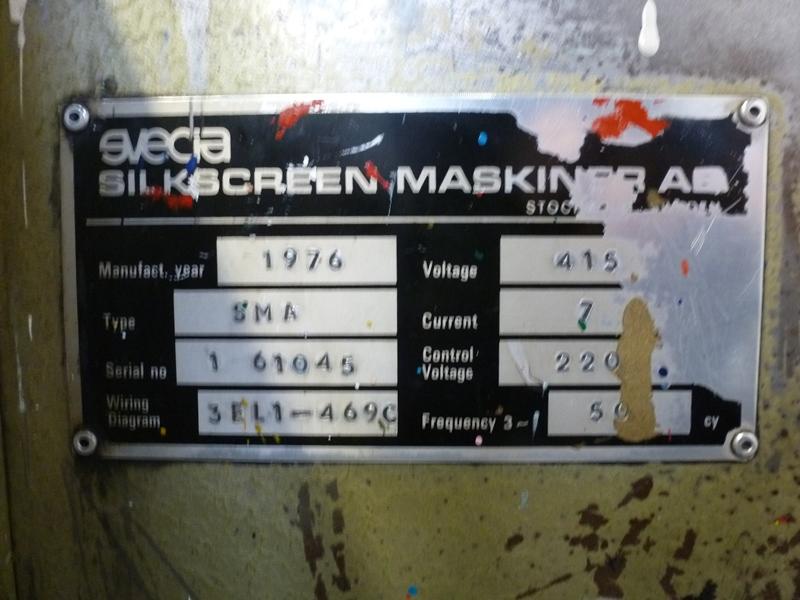 svecia
SILKSCREEN MASKINER AB
Manufact. year 1976
Type SMA
Serial no 1 61045
Wiring Diagram 3EL1-469C
Voltage 415
Current 7
Control Voltage 220
Frequency 3~ 50 cy